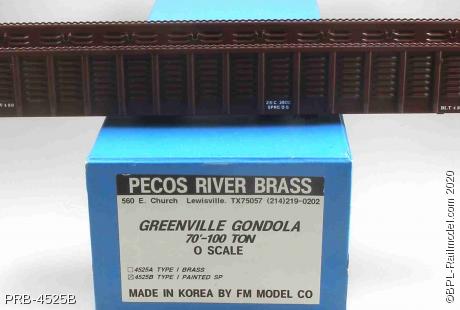 PECOS RIVER BRASS
560 E. Church Lewisville. TX75057 (214)219-0202
GREENVILLE GONDOLA
70'-100 TON
O SCALE
4525A TYPE I BRASS
4525B TYPE I PAINTED SP
MADE IN KOREA BY FM MODEL CO
PRB-4525B
©BPL-Railmodel.com 2020